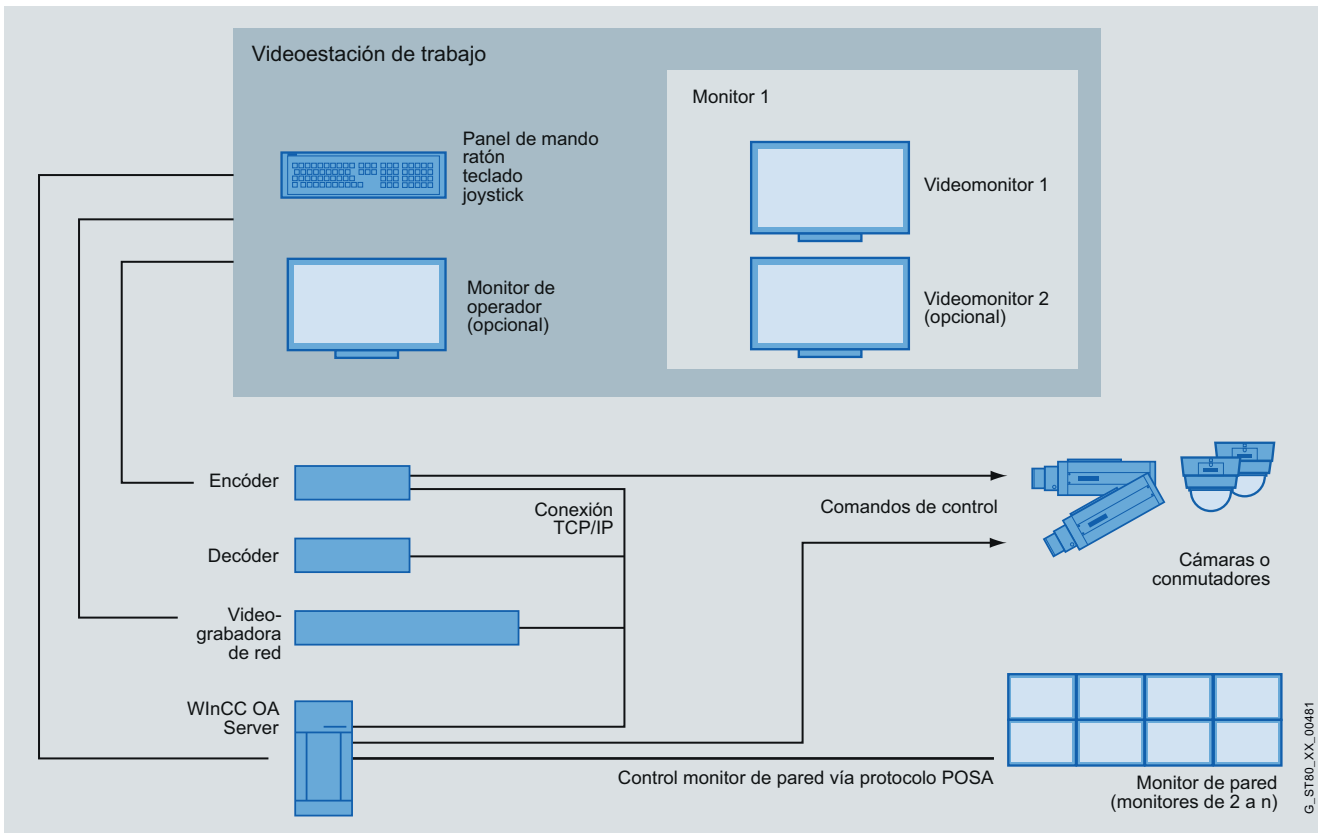 Videoestación de trabajo
Monitor 1
Panel de mando
ratón
teclado
joystick
Videomonitor 1
Monitor de
operador
(opcional)
Videomonitor 2
(opcional)
Encóder
Conexión
TCP/IP
Comandos de control
Decóder
Cámaras o
conmutadores
Video-
grabadora
de red
WInCC OA
Server
Control monitor de pared vía protocolo POSA
Monitor de pared
(monitores de 2 a n)
G_ST80_XX_00481